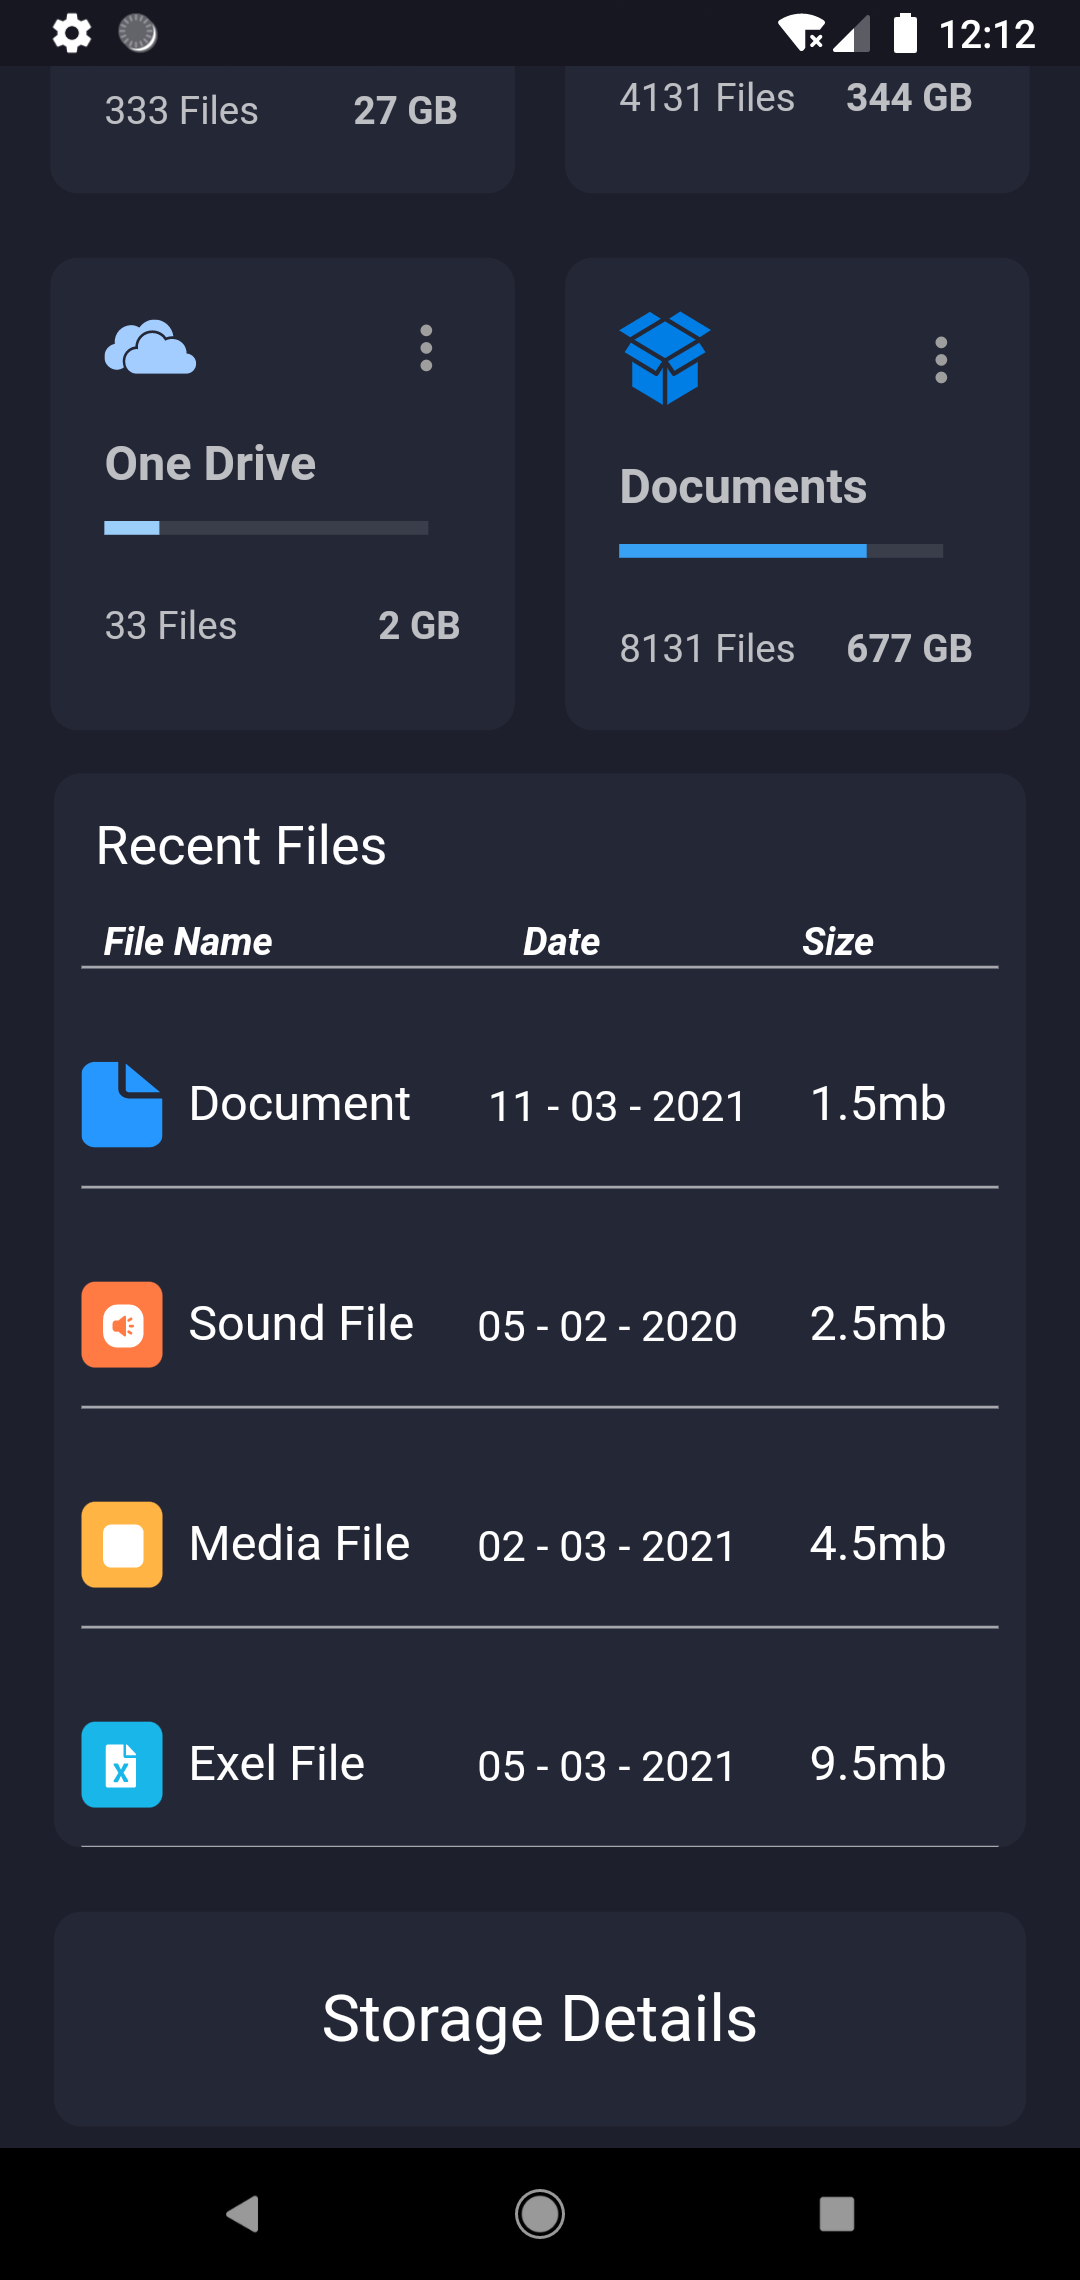 12:12
333 Files 27 GB
4131 Files 344 GB
One Drive
33 Files 2 GB
Documents
8131 Files 677 GB
Recent Files
File Name Date Size
Document 11 - 03 - 2021 1.5mb
Sound File 05 - 02 - 2020 2.5mb
Media File 02 - 03 - 2021 4.5mb
X
Exel File 05 - 03 - 2021 9.5mb
Storage Details